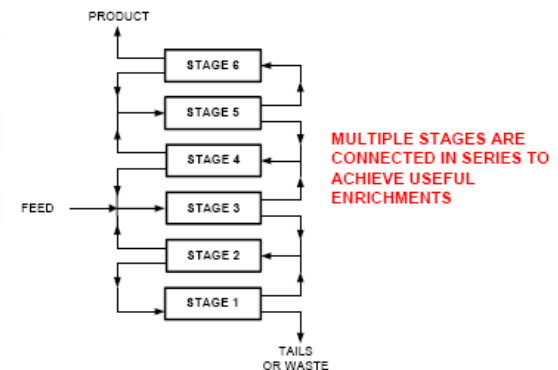 PRODUCT
STAGE 6
STAGE 5
STAGE 4
STAGE 3
STAGE 2
STAGE 1
FEED
MULTIPLE STAGES ARE
CONNECTED IN SERIES TO
ACHIEVE USEFUL
ENRICHMENTS
TAILS
OR WASTE